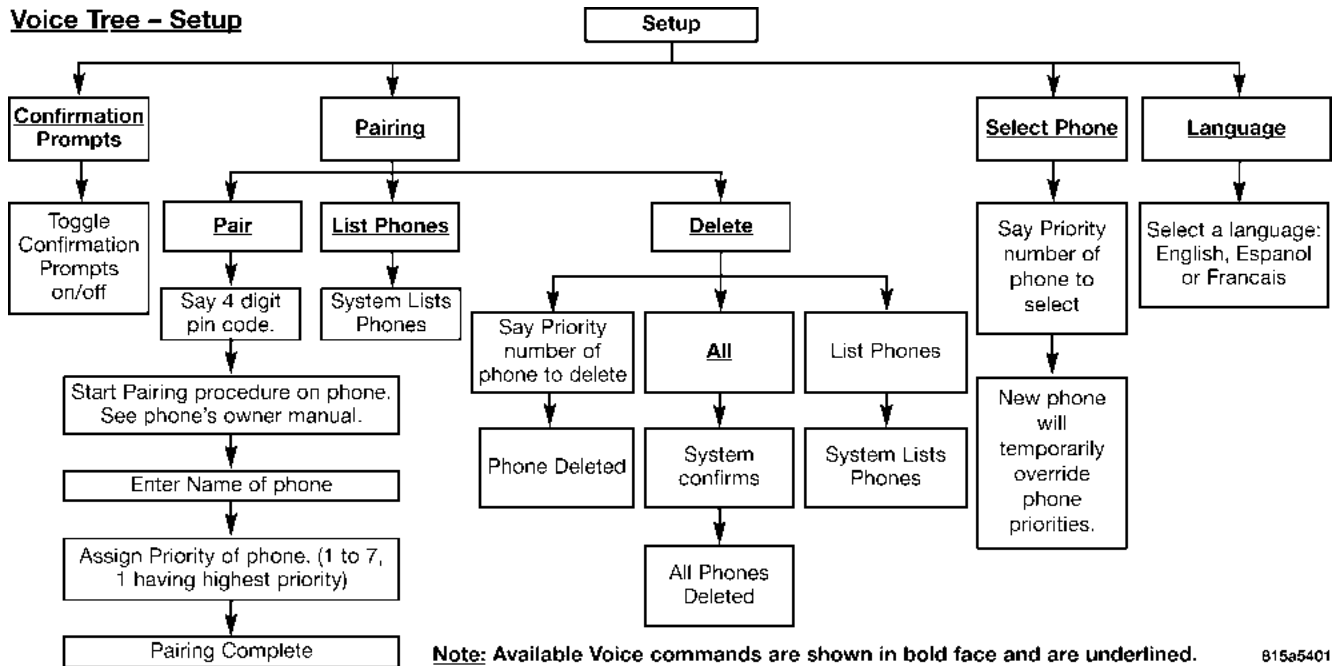 Voice Tree – Setup
Setup
Confirmation
Prompts
Pairing
Select Phone
Language
Toggle
Confirmation
Prompts
on/off
Pair
List Phones
Delete
Say Priority
number of
phone to
select
Select a language:
English, Espanol
or Francais
Say 4 digit
pin code.
System Lists
Phones
Say Priority
number of
phone to delete
All
List Phones
Start Pairing procedure on phone.
See phone's owner manual.
New phone
will
temporarily
override
phone
priorities.
Phone Deleted
System
confirms
System Lists
Phones
Enter Name of phone
Assign Priority of phone. (1 to 7,
1 having highest priority)
All Phones
Deleted
Pairing Complete
Note: Available Voice commands are shown in bold face and are underlined.
815a5401